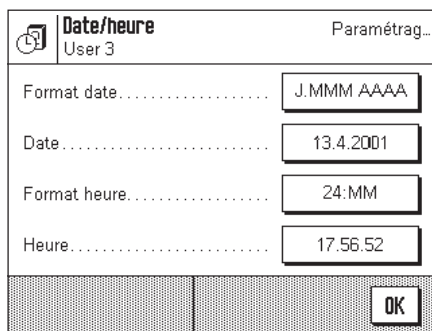 Date/heure Paramétrag...
User 3
Format date................... J.MMM AAAA
Date.......................... 13.4.2001
Format heure.................. 24:MM
Heure......................... 17.56.52
OK